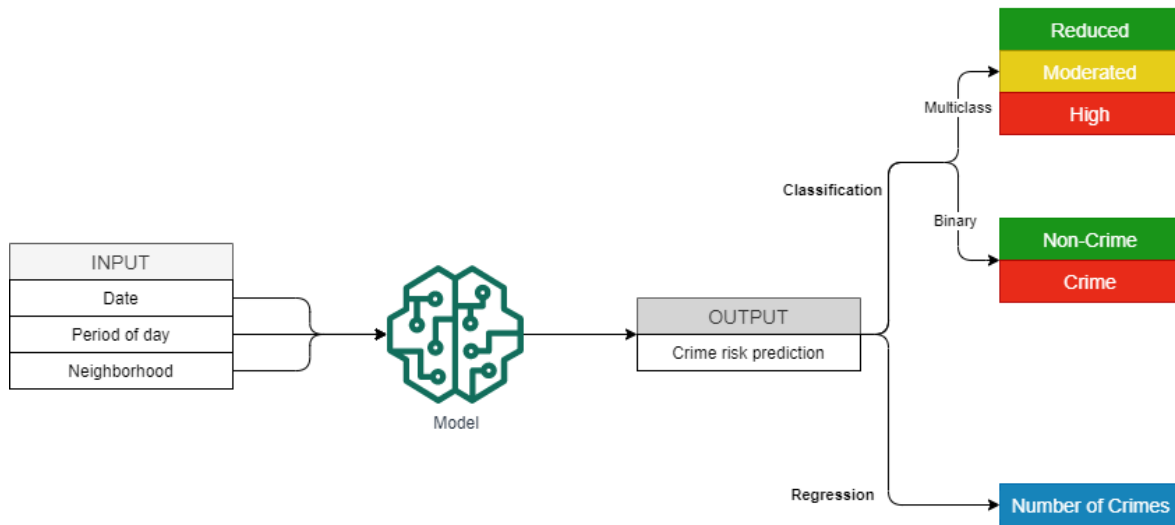 INPUT
Date
Period of day
Neighborhood
Model
OUTPUT
Crime risk prediction
Classification
Multiclass
Reduced
Moderated
High
Binary
Non-Crime
Crime
Regression
Number of Crimes